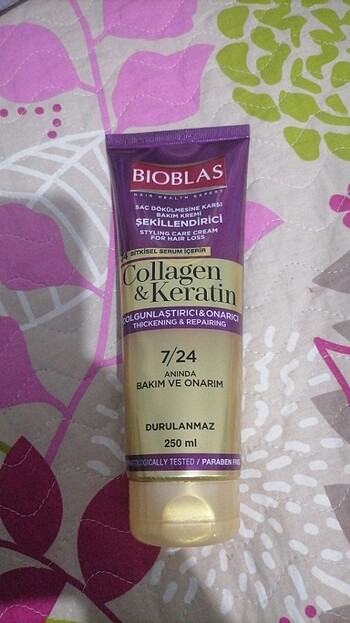 BIOBLAS
HAIR HEALTH EXPERT
SAÇ DÖKÜLMESİNE KARŞI
BAKIM KREMİ
ŞEKİLLENDİRİCİ
STYLING CARE CREAM
FOR HAIR LOSS
BİTKİSEL SERUM İÇERİR
Collagen
& Keratin
DOLGUNLAŞTIRICI & ONARICI
THICKENING & REPAIRING
7/24
ANINDA
BAKIM VE ONARIM
DURULANMAZ
250 ml
MATOLOGICALLY TESTED / PARABEN FREE